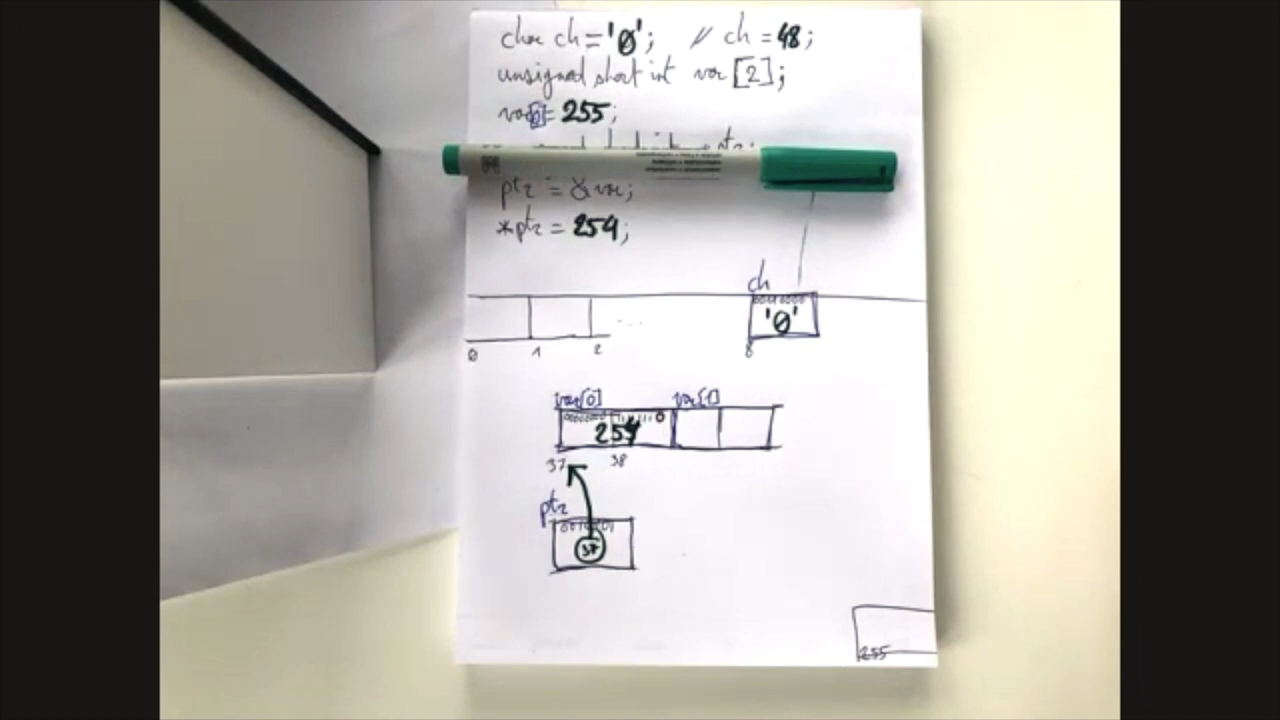 char ch = '0'; // ch = 48;
unsigned short int var [2];
var[0] = 255;
ptr = & var;
*ptr = 254;
ch
'0'
0 1 2 ... 8
var[0] var[1]
254
37 38
ptr
37
255